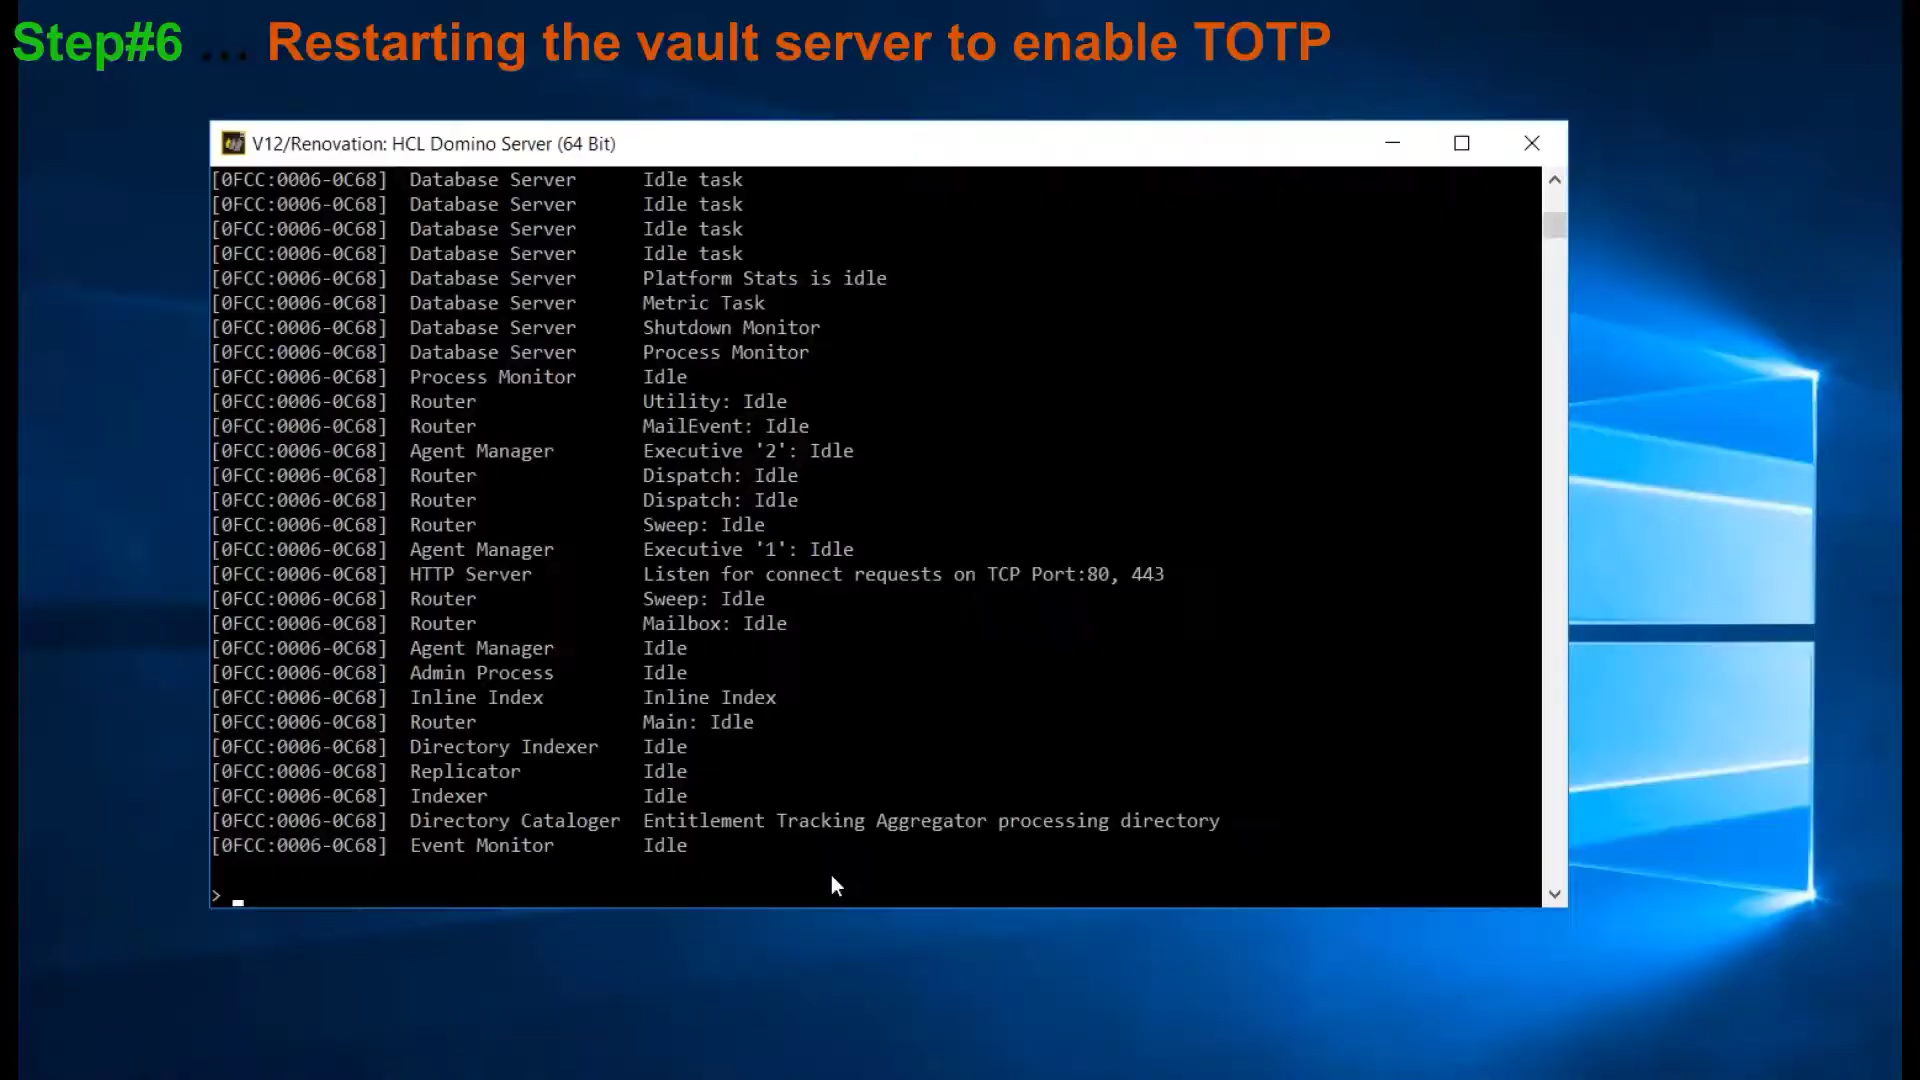 Step#6 ... Restarting the vault server to enable TOTP
V12/Renovation: HCL Domino Server (64 Bit)
[0FCC:0006-0C68] Database Server Idle task
[0FCC:0006-0C68] Database Server Idle task
[0FCC:0006-0C68] Database Server Idle task
[0FCC:0006-0C68] Database Server Idle task
[0FCC:0006-0C68] Database Server Platform Stats is idle
[0FCC:0006-0C68] Database Server Metric Task
[0FCC:0006-0C68] Database Server Shutdown Monitor
[0FCC:0006-0C68] Database Server Process Monitor
[0FCC:0006-0C68] Process Monitor Idle
[0FCC:0006-0C68] Router Utility: Idle
[0FCC:0006-0C68] Router MailEvent: Idle
[0FCC:0006-0C68] Agent Manager Executive '2': Idle
[0FCC:0006-0C68] Router Dispatch: Idle
[0FCC:0006-0C68] Router Dispatch: Idle
[0FCC:0006-0C68] Router Sweep: Idle
[0FCC:0006-0C68] Agent Manager Executive '1': Idle
[0FCC:0006-0C68] HTTP Server Listen for connect requests on TCP Port:80, 443
[0FCC:0006-0C68] Router Sweep: Idle
[0FCC:0006-0C68] Router Mailbox: Idle
[0FCC:0006-0C68] Agent Manager Idle
[0FCC:0006-0C68] Admin Process Idle
[0FCC:0006-0C68] Inline Index Inline Index
[0FCC:0006-0C68] Router Main: Idle
[0FCC:0006-0C68] Directory Indexer Idle
[0FCC:0006-0C68] Replicator Idle
[0FCC:0006-0C68] Indexer Idle
[0FCC:0006-0C68] Directory Cataloger Entitlement Tracking Aggregator processing directory
[0FCC:0006-0C68] Event Monitor Idle
>